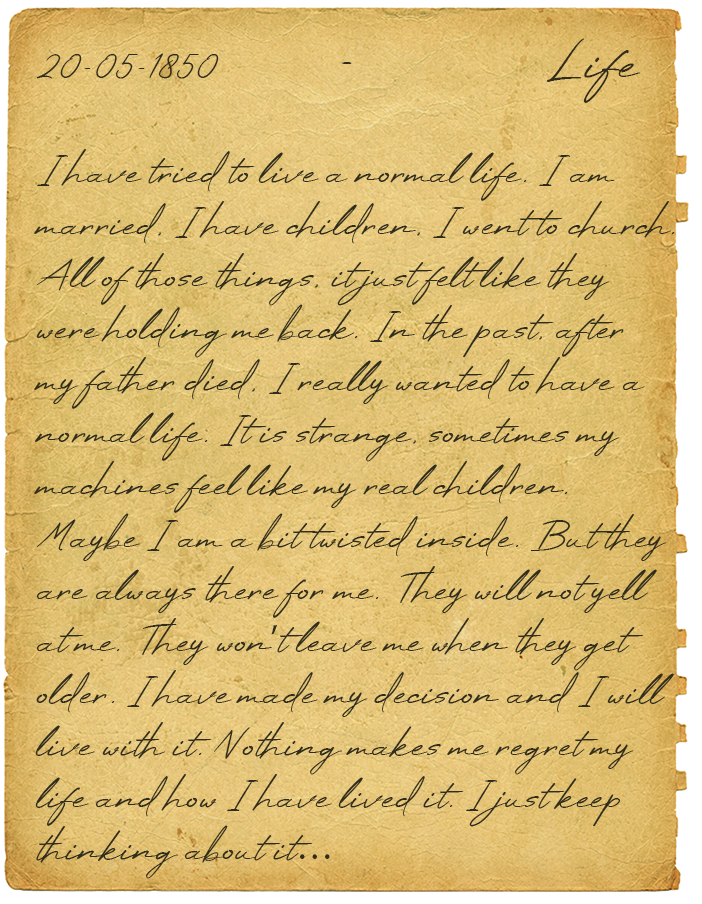 20-05-1850 - Life
I have tried to live a normal life. I am
married. I have children. I went to church.
All of those things, it just felt like they
were holding me back. In the past, after
my father died. I really wanted to have a
normal life. It is strange, sometimes my
machines feel like my real children.
Maybe I am a bit twisted inside. But they
are always there for me. They will not yell
at me. They won't leave me when they get
older. I have made my decision and I will
live with it. Nothing makes me regret my
life and how I have lived it. I just keep
thinking about it...